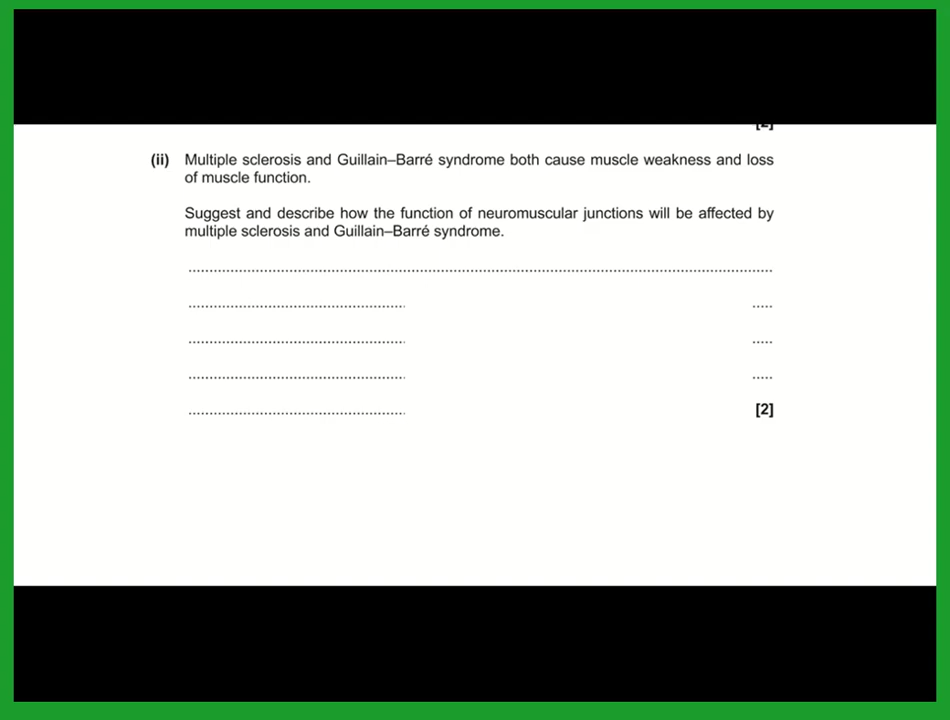 [2]
(ii) Multiple sclerosis and Guillain–Barré syndrome both cause muscle weakness and loss
of muscle function.
Suggest and describe how the function of neuromuscular junctions will be affected by
multiple sclerosis and Guillain–Barré syndrome.
[2]